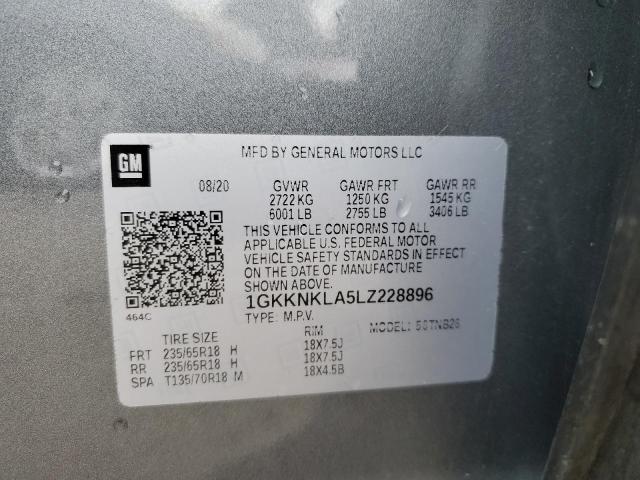 GM
MFD BY GENERAL MOTORS LLC
08/20 GVWR GAWR FRT GAWR RR
2722 KG 1250 KG 1545 KG
6001 LB 2755 LB 3406 LB
THIS VEHICLE CONFORMS TO ALL
APPLICABLE U.S. FEDERAL MOTOR
VEHICLE SAFETY STANDARDS IN EFFECT
ON THE DATE OF MANUFACTURE
SHOWN ABOVE.
1GKKNKLA5LZ228896
464C
TYPE: M.P.V. MODEL:
TIRE SIZE RIM
FRT 235/65R18 H 18X7.5J
RR 235/65R18 H 18X7.5J
SPA T135/70R18 M 18X4.5B